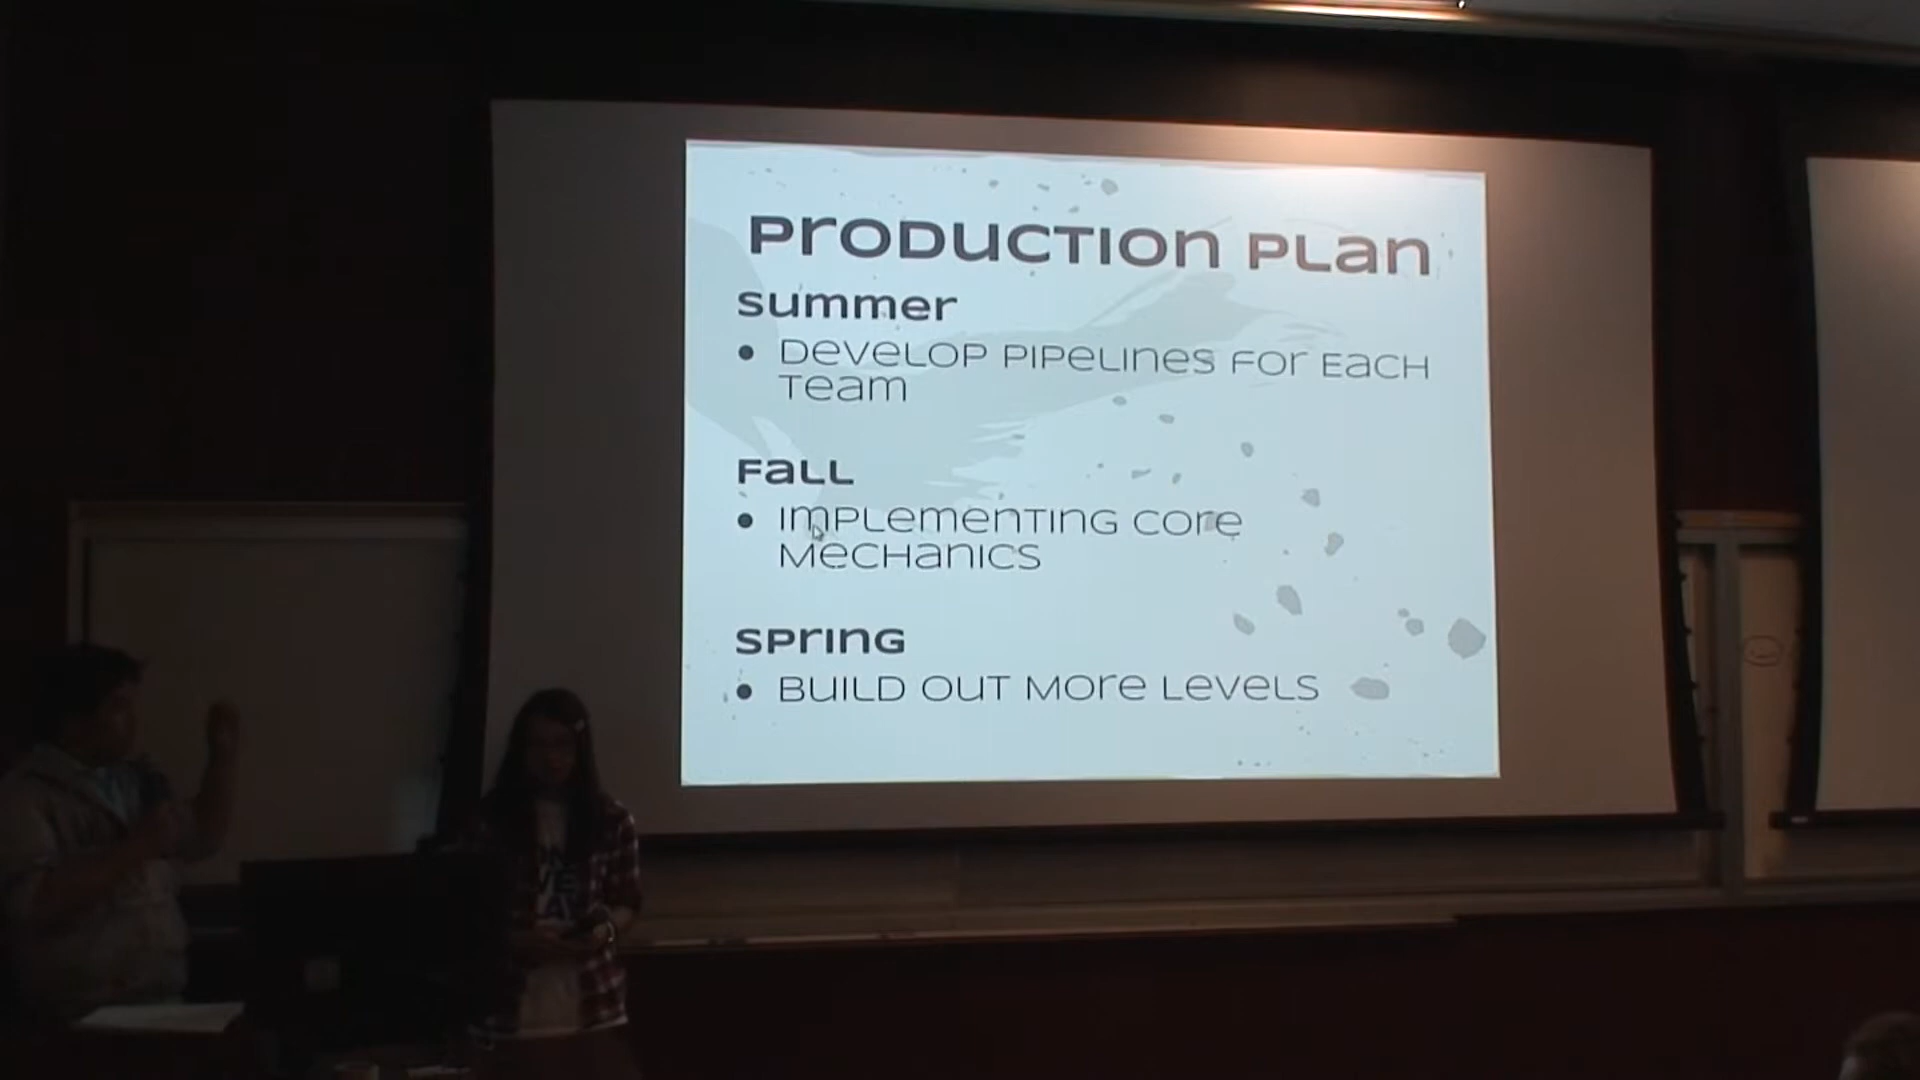 PRODUCTION PLAN
SUMMER
• DEVELOP PIPELINES FOR EACH
TEAM
FALL
• IMPLEMENTING CORE
MECHANICS
SPRING
• BUILD OUT MORE LEVELS